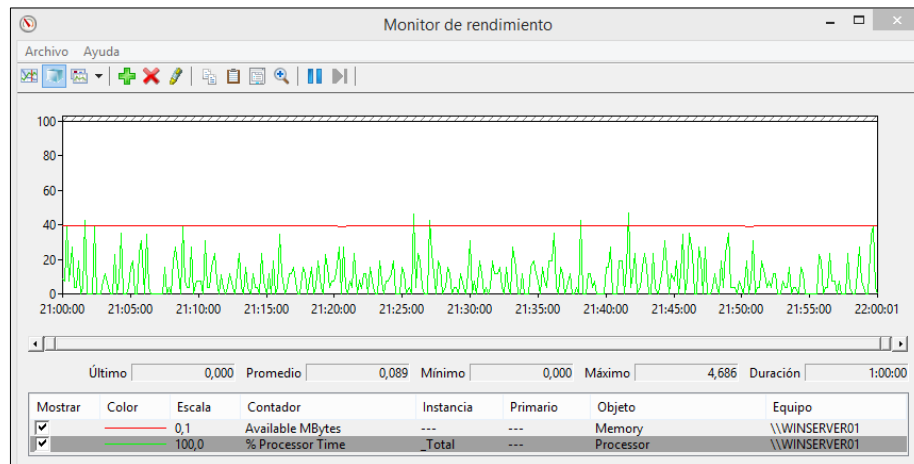 Monitor de rendimiento
Archivo Ayuda
100
80
60
40
20
0
21:00:00 21:05:00 21:10:00 21:15:00 21:20:00 21:25:00 21:30:00 21:35:00 21:40:00 21:45:00 21:50:00 21:55:00 22:00:01
Último 0,000 Promedio 0,089 Mínimo 0,000 Máximo 4,686 Duración 1:00:00
Mostrar Color Escala Contador Instancia Primario Objeto Equipo
0,1 Available MBytes --- --- Memory \\WINSERVER01
100,0 % Processor Time _Total --- Processor \\WINSERVER01